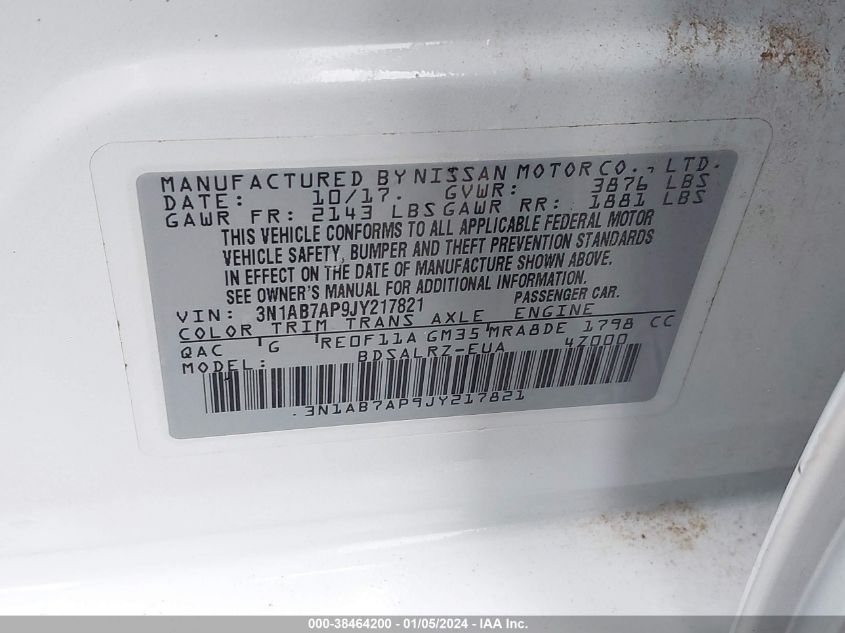 MANUFACTURED BY NISSAN MOTOR CO., LTD.
DATE: 10/17. GVWR: 3876 LBS
GAWR FR: 2143 LBS GAWR RR: 1881 LBS
THIS VEHICLE CONFORMS TO ALL APPLICABLE FEDERAL MOTOR
VEHICLE SAFETY, BUMPER AND THEFT PREVENTION STANDARDS
IN EFFECT ON THE DATE OF MANUFACTURE SHOWN ABOVE.
SEE OWNER'S MANUAL FOR ADDITIONAL INFORMATION.
VIN: 3N1AB7AP9JY217821 PASSENGER CAR.
COLOR TRIM TRANS AXLE ENGINE
QAC G RE0F11A GM35 MRA8DE 1798 CC
MODEL: BDSALRZ-EUA 4Z000
3N1AB7AP9JY217821
000-38464200 - 01/05/2024 - IAA Inc.